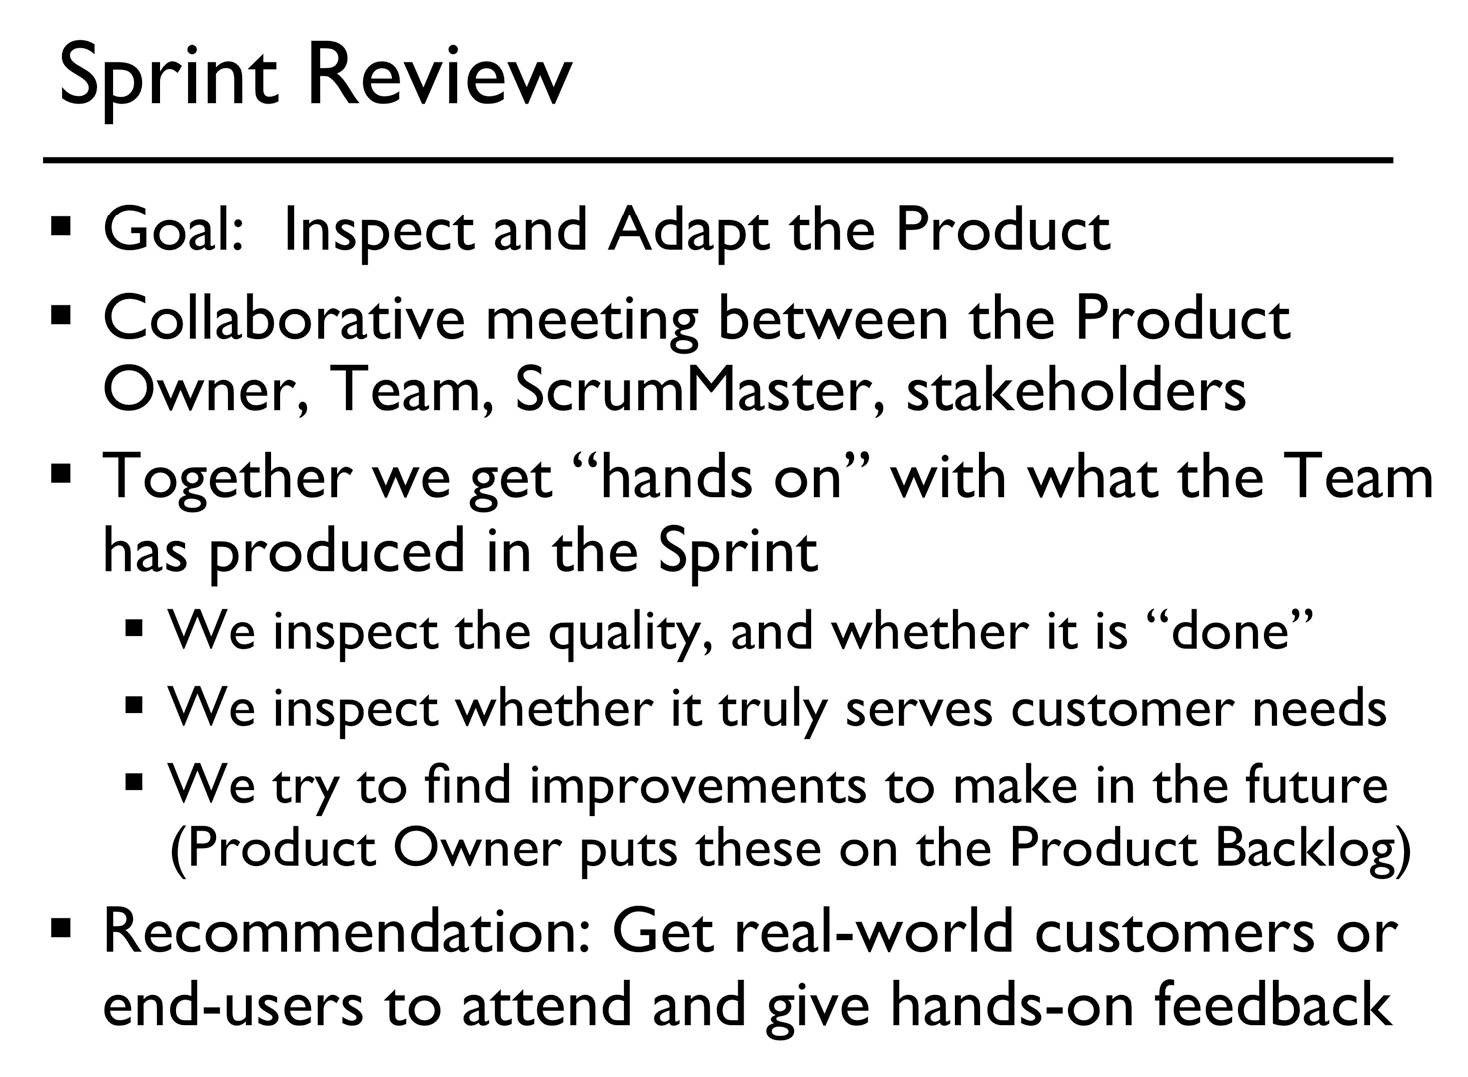 Sprint Review
▪ Goal:  Inspect and Adapt the Product
▪ Collaborative meeting between the Product
Owner, Team, ScrumMaster, stakeholders
▪ Together we get “hands on” with what the Team
has produced in the Sprint
▪ We inspect the quality, and whether it is “done”
▪ We inspect whether it truly serves customer needs
▪ We try to find improvements to make in the future
(Product Owner puts these on the Product Backlog)
▪ Recommendation: Get real-world customers or
end-users to attend and give hands-on feedback